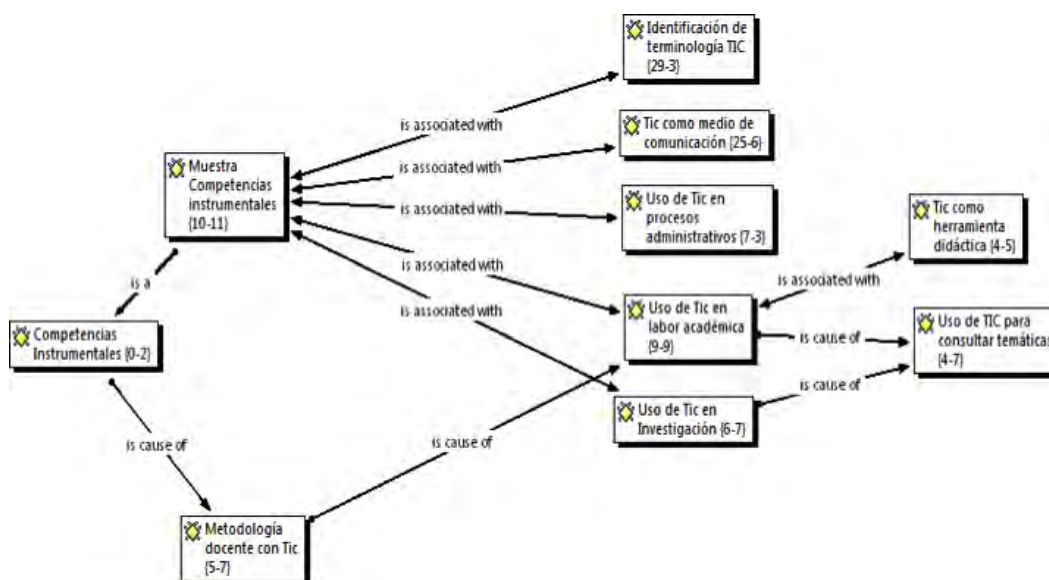 Identificación de
terminología TIC
{29-3}
is associated with
Tic como medio de
comunicación {25-6}
is associated with
Muestra
Competencias
instrumentales
{10-11}
Uso de Tic en
procesos
administrativos {7-3}
is associated with
Tic como
herramienta
didáctica {4-5}
is associated with
is associated with
is a
Uso de Tic en
labor académica
{9-9}
is associated with
Competencias
Instrumentales {0-2}
is cause of
Uso de TIC para
consultar temáticas
{4-7}
is cause of
Uso de Tic en
Investigación {6-7}
is cause of
is cause of
Metodología
docente con Tic
{5-7}